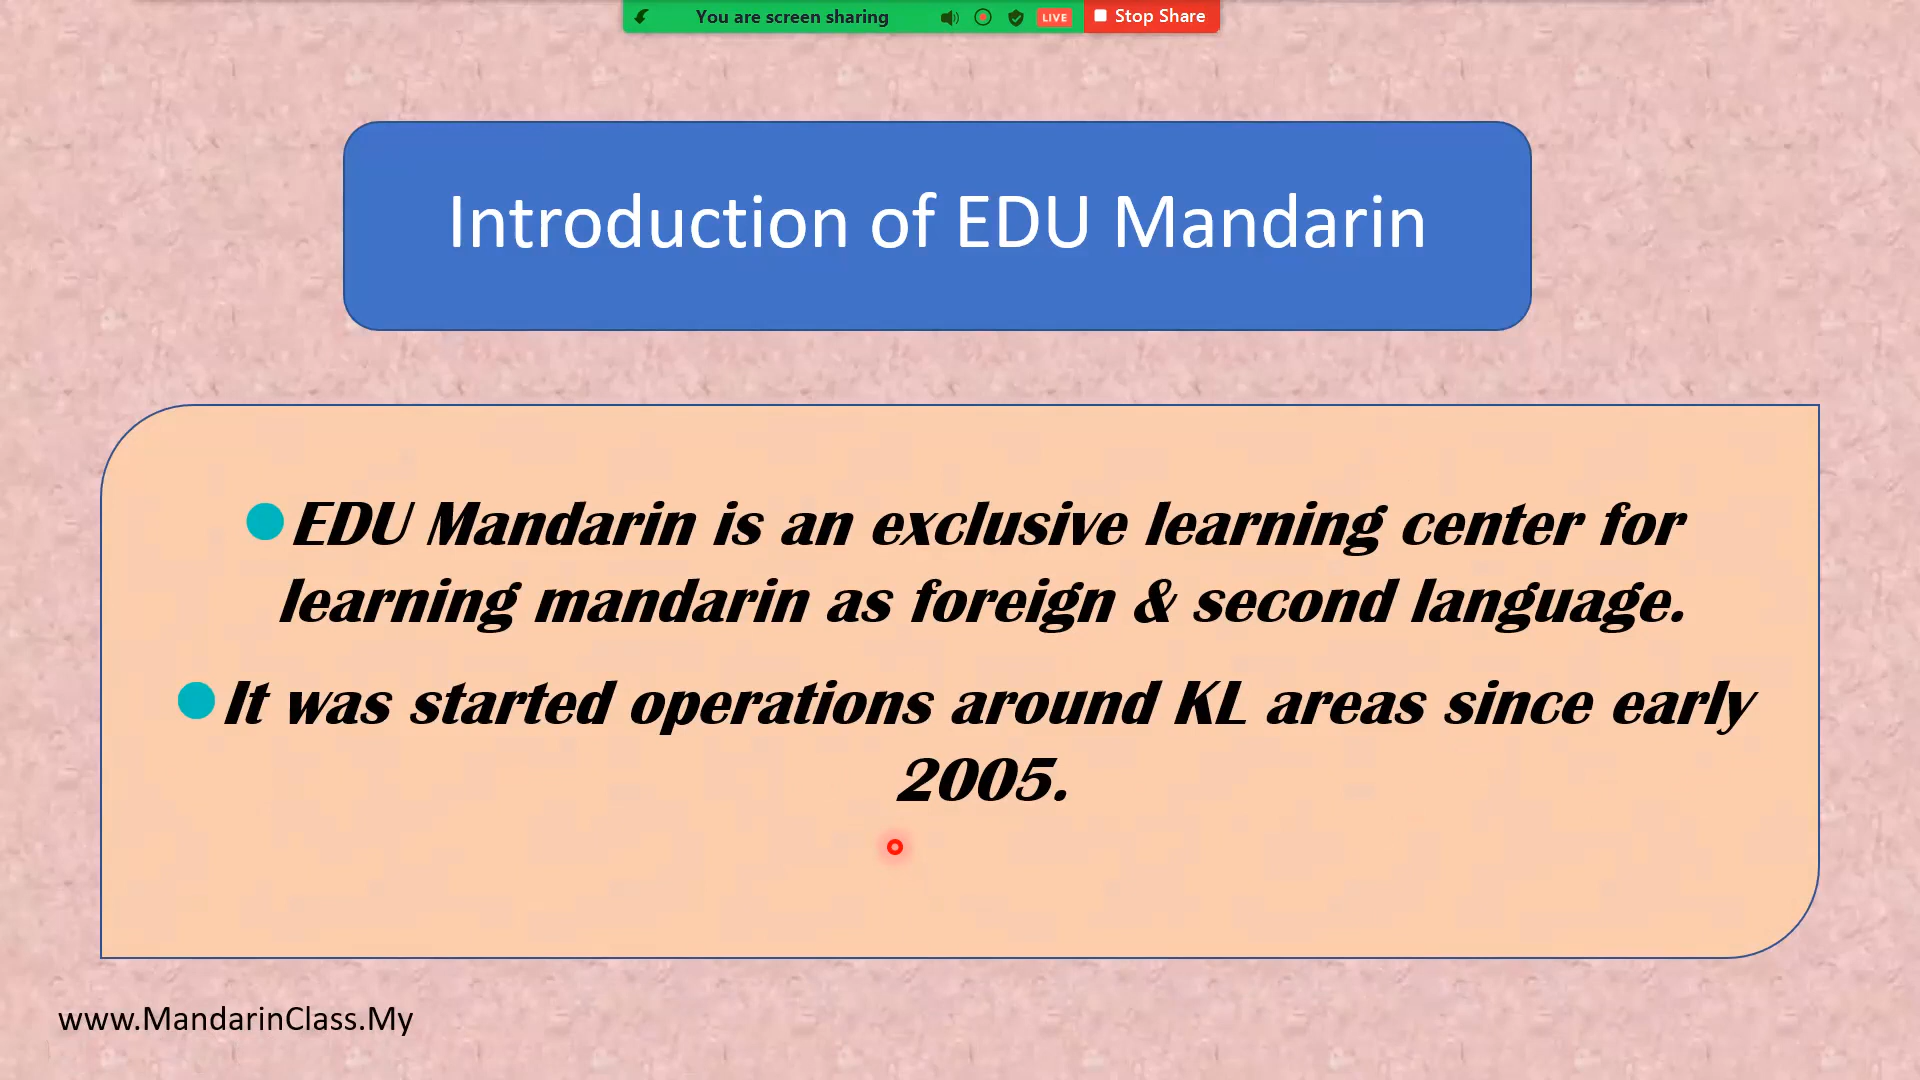 You are screen sharing LIVE Stop Share
Introduction of EDU Mandarin
EDU Mandarin is an exclusive learning center for
learning mandarin as foreign & second language.
It was started operations around KL areas since early
2005.
www.MandarinClass.My